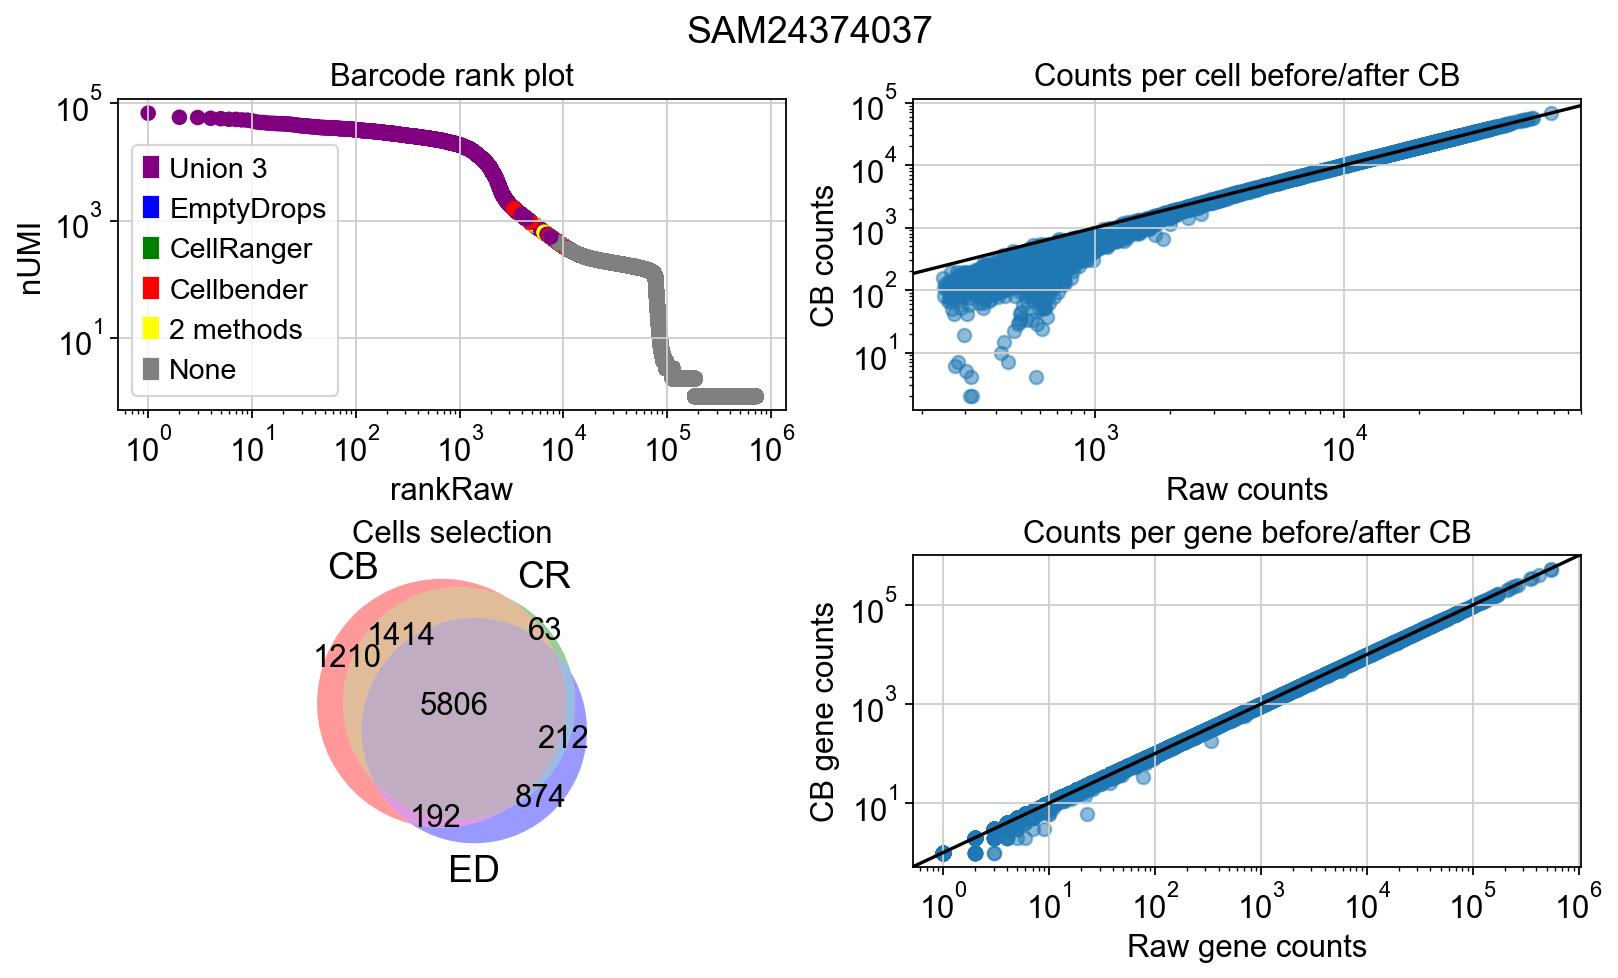 SAM24374037
Barcode rank plot
nUMI
10^5
10^3
10^1
Union 3
EmptyDrops
CellRanger
Cellbender
2 methods
None
10^0 10^1 10^2 10^3 10^4 10^5 10^6
rankRaw
Counts per cell before/after CB
CB counts
10^5
10^4
10^3
10^2
10^1
10^3 10^4
Raw counts
Cells selection
CB
CR
1414
63
1210
5806
212
874
192
ED
Counts per gene before/after CB
CB gene counts
10^5
10^3
10^1
10^0 10^1 10^2 10^3 10^4 10^5 10^6
Raw gene counts